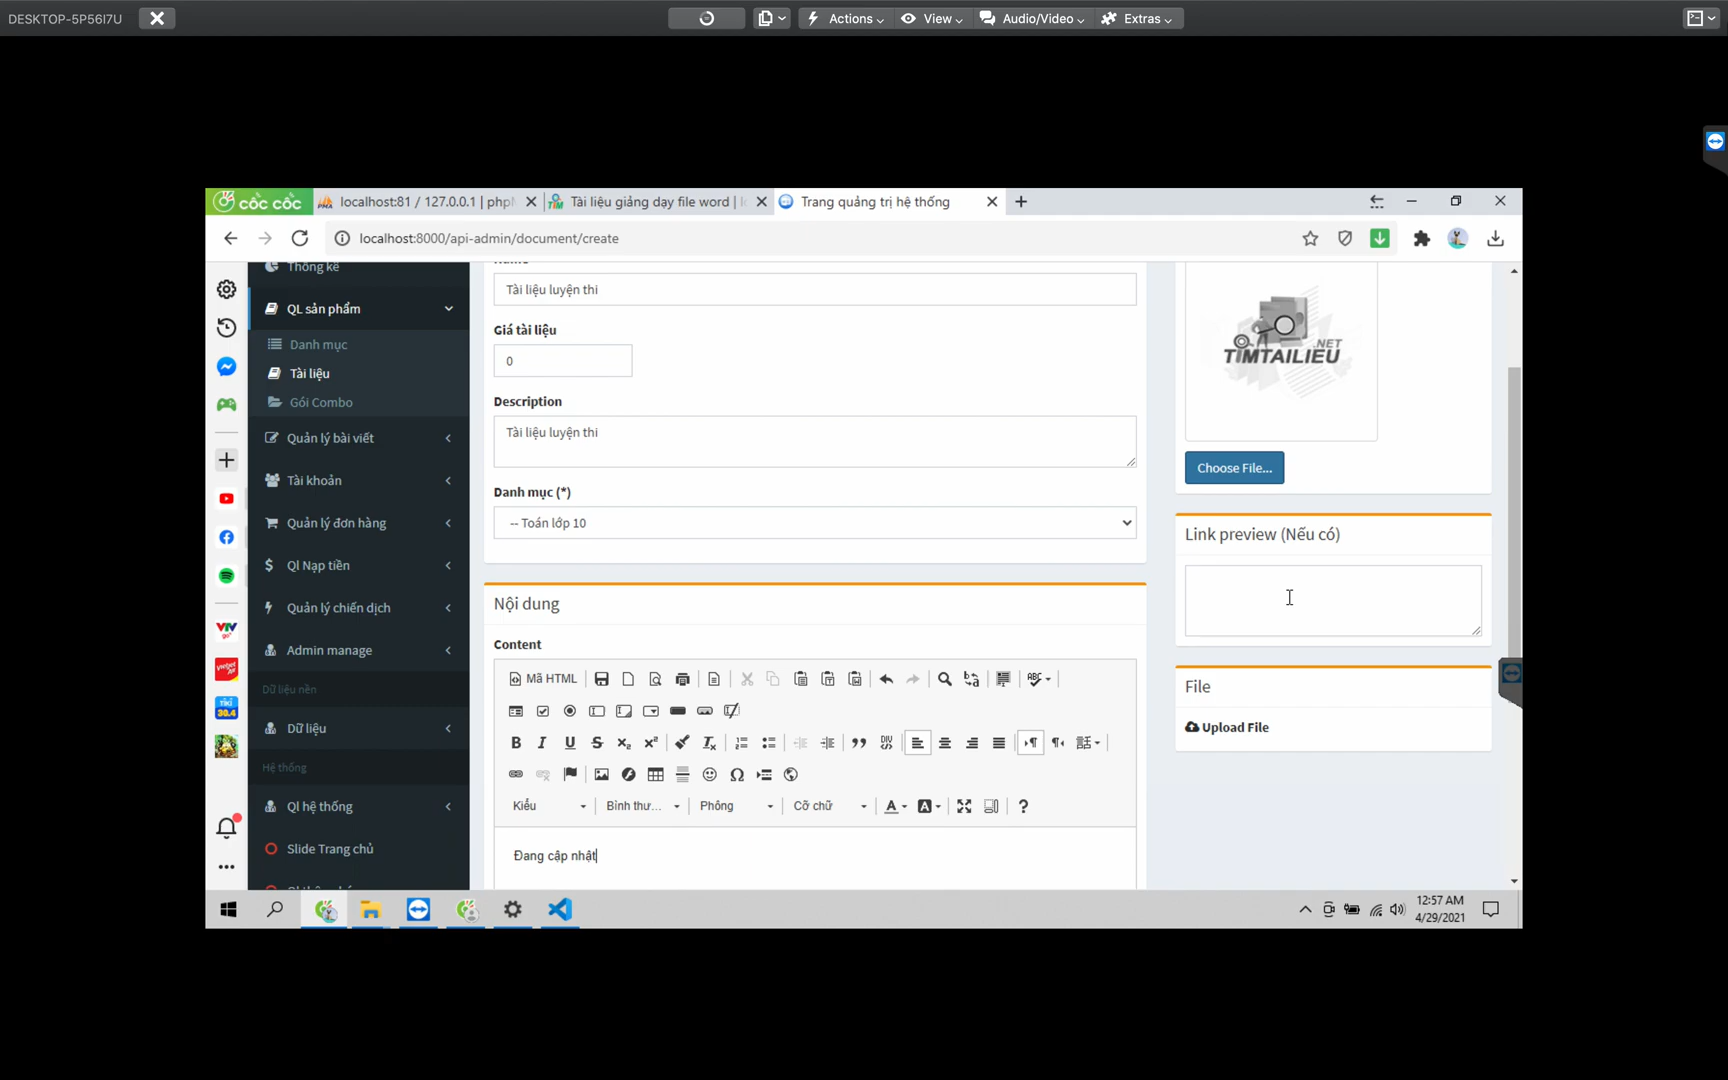 DESKTOP-5P56I7U
Actions
View
Audio/Video
Extras
cốc cốc
localhost:81 / 127.0.0.1 | phpM
Tài liệu giảng dạy file word | lo
Trang quảng trị hệ thống
localhost:8000/api-admin/document/create
Thống kê
QL sản phẩm
Danh mục
Tài liệu
Gói Combo
Quản lý bài viết
Tài khoản
Quản lý đơn hàng
Ql Nạp tiền
Quản lý chiến dịch
Admin manage
Dữ liệu nền
Dữ liệu
Hệ thống
Ql hệ thống
Slide Trang chủ
Name
Tài liệu luyện thi
Giá tài liệu
0
Description
Tài liệu luyện thi
Danh mục (*)
-- Toán lớp 10
Nội dung
Content
Mã HTML
Kiểu
Bình thư...
Phông
Cỡ chữ
Đang cập nhật
.NET
TIMTAILIEU
Choose File...
Link preview (Nếu có)
File
Upload File
12:57 AM
4/29/2021